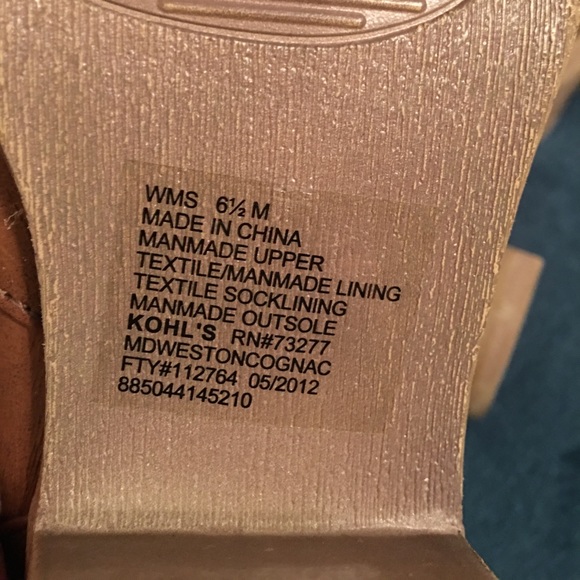 WMS 6½ M
MADE IN CHINA
MANMADE UPPER
TEXTILE/MANMADE LINING
TEXTILE SOCKLINING
MANMADE OUTSOLE
KOHL'S RN#73277
MDWESTONCOGNAC
FTY#112764 05/2012
885044145210